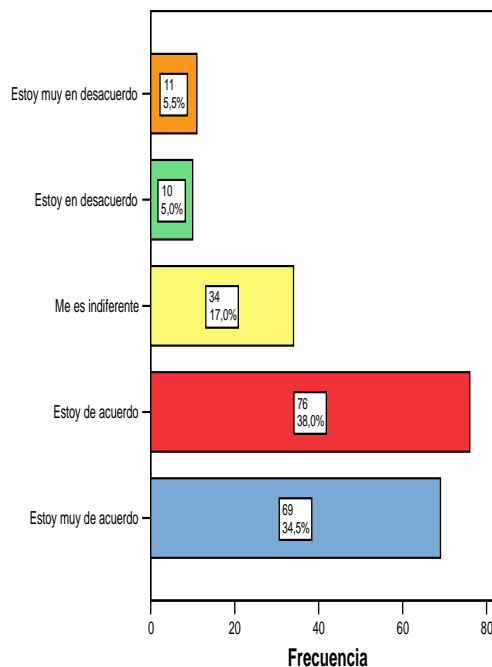 Estoy muy en desacuerdo
11
5,5%
Estoy en desacuerdo
10
5,0%
Me es indiferente
34
17,0%
Estoy de acuerdo
76
38,0%
Estoy muy de acuerdo
69
34,5%
0 20 40 60 80
Frecuencia